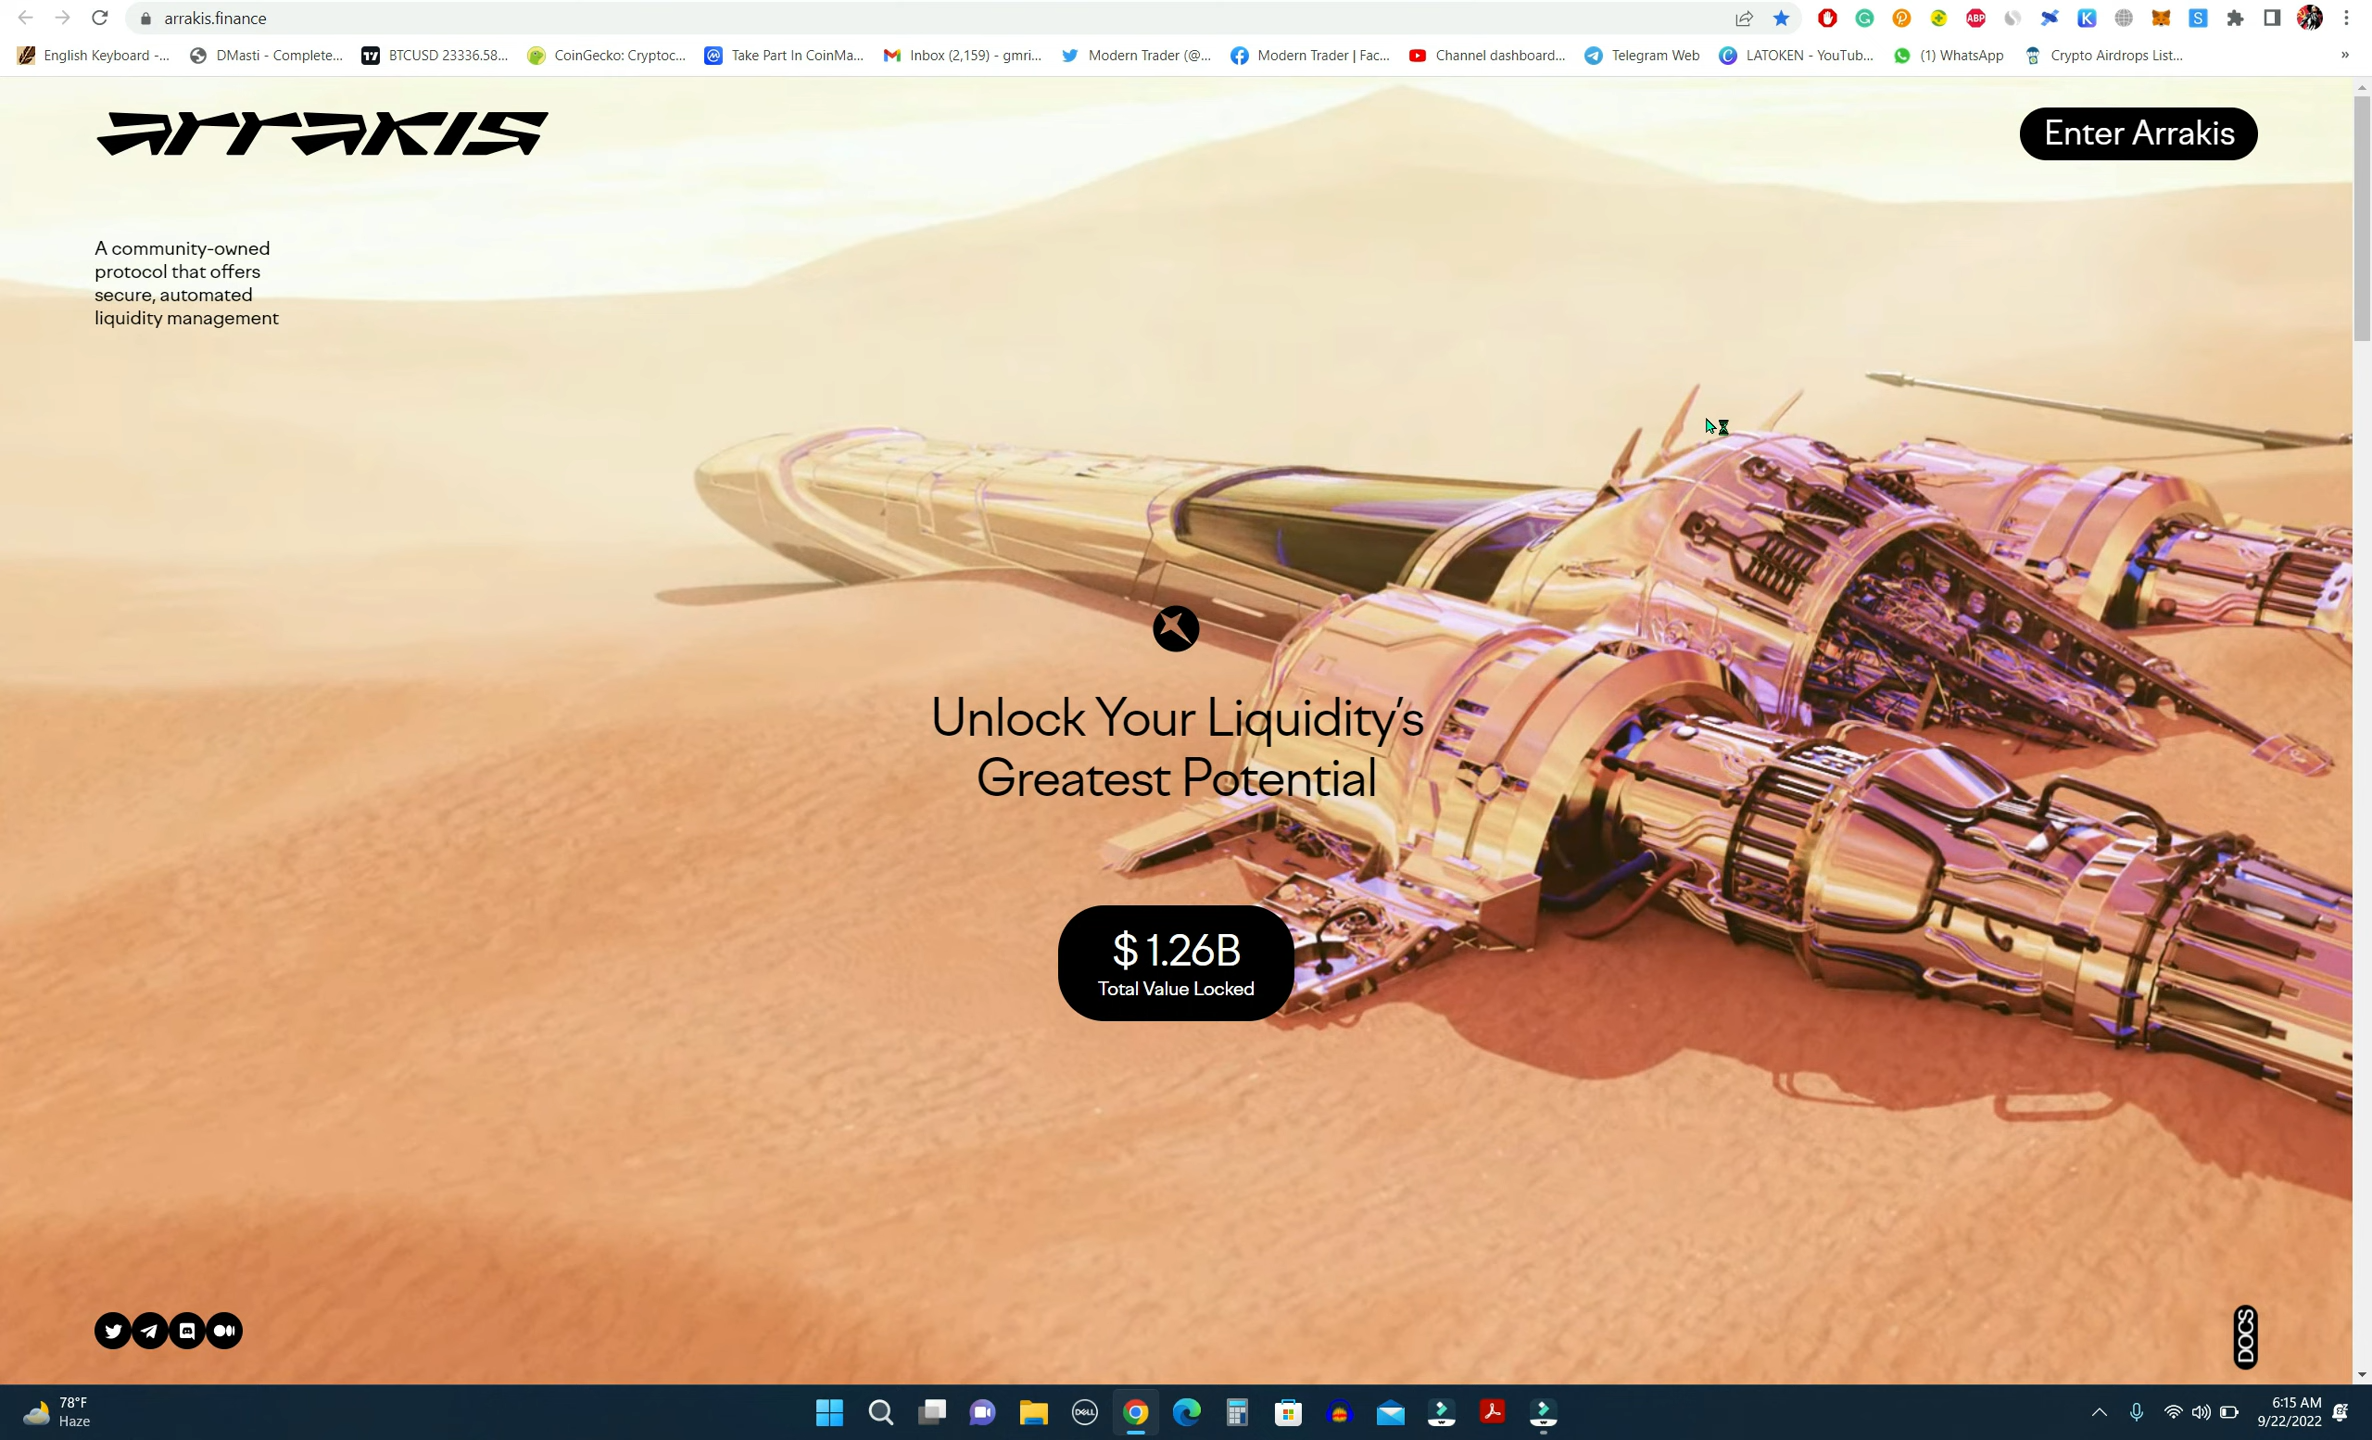 arrakis.finance
English Keyboard -...
DMasti - Complete...
BTCUSD 23336.58...
CoinGecko: Cryptoc...
Take Part In CoinMa...
Inbox (2,159) - gmri...
Modern Trader (@...
Modern Trader | Fac...
Channel dashboard...
Telegram Web
LATOKEN - YouTub...
(1) WhatsApp
Crypto Airdrops List...
»
arrakis
Enter Arrakis
A community-owned
protocol that offers
secure, automated
liquidity management
Unlock Your Liquidity's
Greatest Potential
$ 1.26B
Total Value Locked
DOCS
78°F
Haze
6:15 AM
9/22/2022